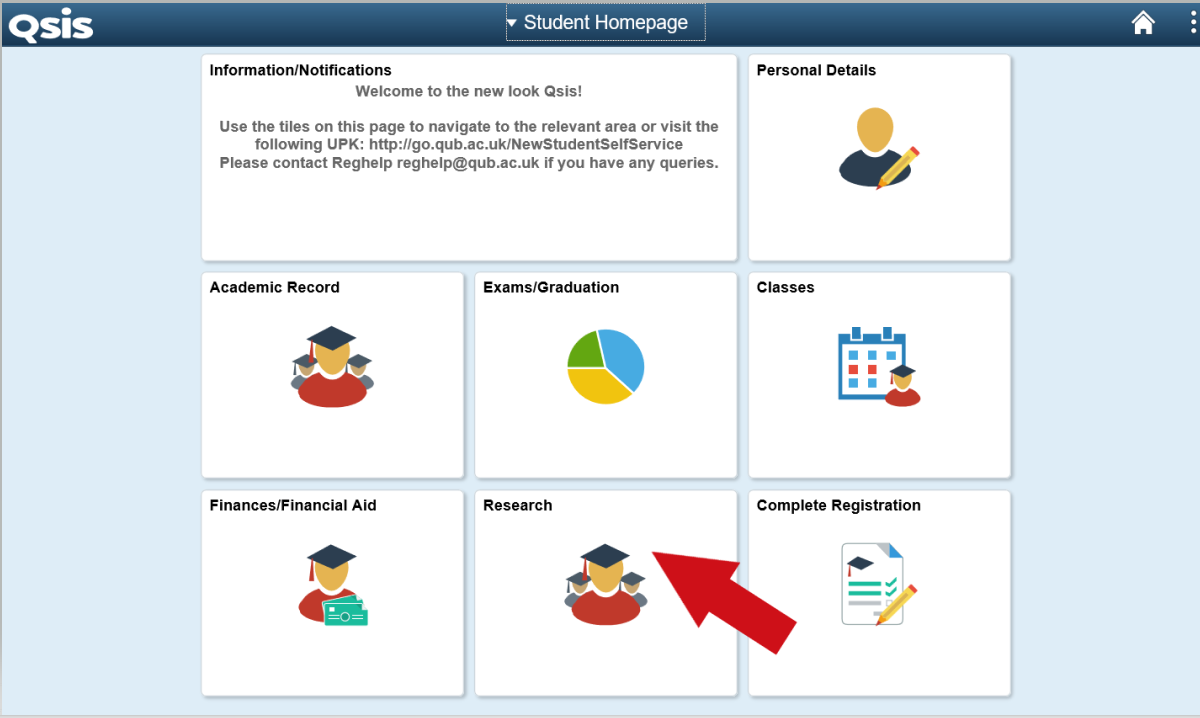 Qsis
Student Homepage
Information/Notifications
Welcome to the new look Qsis!
Use the tiles on this page to navigate to the relevant area or visit the
following UPK: http://go.qub.ac.uk/NewStudentSelfService
Please contact Reghelp reghelp@qub.ac.uk if you have any queries.
Personal Details
Academic Record
Exams/Graduation
Classes
Finances/Financial Aid
Research
Complete Registration